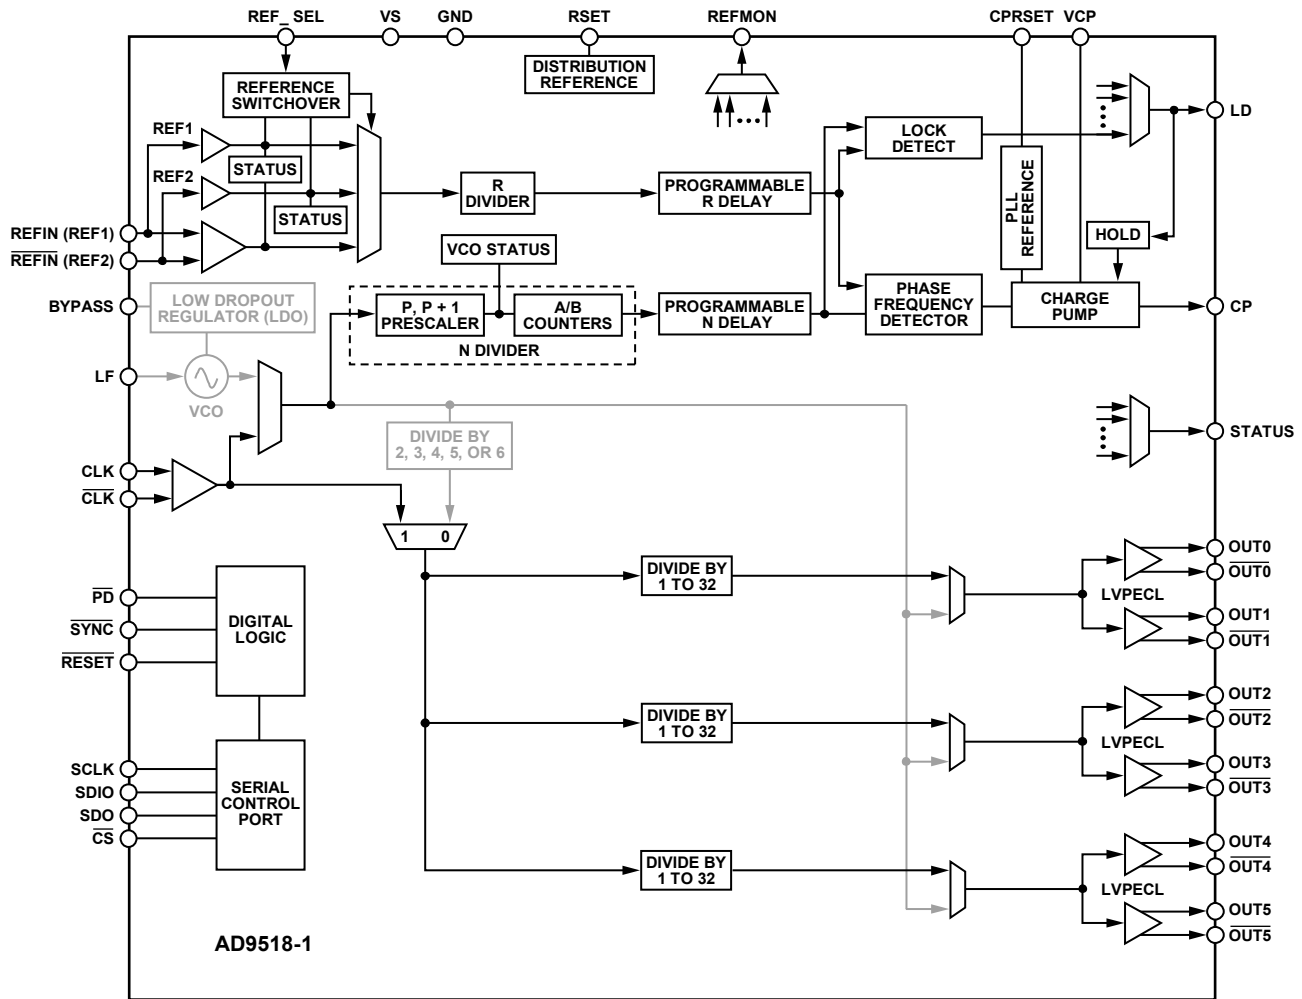 REF_ SEL
VS
GND
RSET
REFMON
CPRSET
VCP
DISTRIBUTION
REFERENCE
REFERENCE
SWITCHOVER
REF1
STATUS
REF2
STATUS
R
DIVIDER
PROGRAMMABLE
R DELAY
LOCK
DETECT
LD
PLL
REFERENCE
HOLD
REFIN (REF1)
REFIN (REF2)
VCO STATUS
BYPASS
LOW DROPOUT
REGULATOR (LDO)
P, P + 1
PRESCALER
A/B
COUNTERS
N DIVIDER
PROGRAMMABLE
N DELAY
PHASE
FREQUENCY
DETECTOR
CHARGE
PUMP
CP
LF
VCO
DIVIDE BY
2, 3, 4, 5, OR 6
STATUS
CLK
CLK
1
0
PD
SYNC
RESET
DIGITAL
LOGIC
DIVIDE BY
1 TO 32
LVPECL
OUT0
OUT0
OUT1
OUT1
DIVIDE BY
1 TO 32
LVPECL
OUT2
OUT2
OUT3
OUT3
SCLK
SDIO
SDO
CS
SERIAL
CONTROL
PORT
DIVIDE BY
1 TO 32
LVPECL
OUT4
OUT4
OUT5
OUT5
AD9518-1